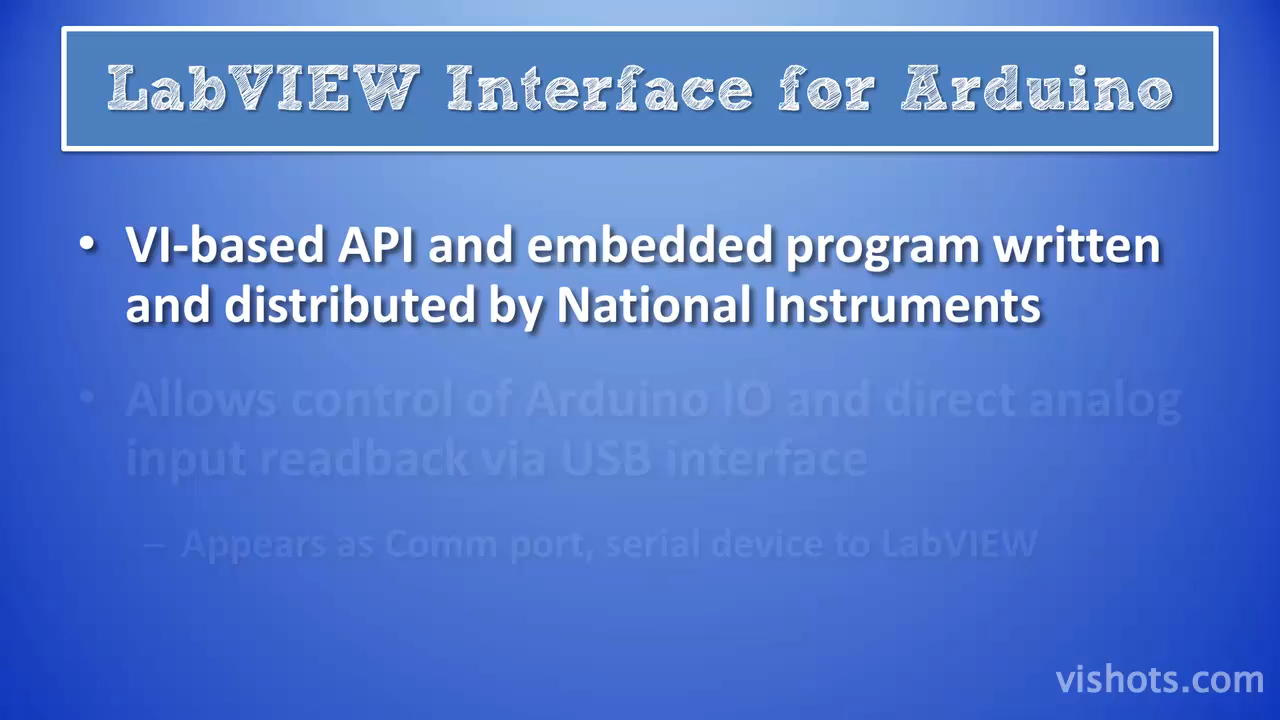 LabVIEW Interface for Arduino
• VI-based API and embedded program written
and distributed by National Instruments
• Allows control of Arduino IO and direct analog
input readback via USB interface
– Appears as Comm port, serial device to LabVIEW
vishots.com